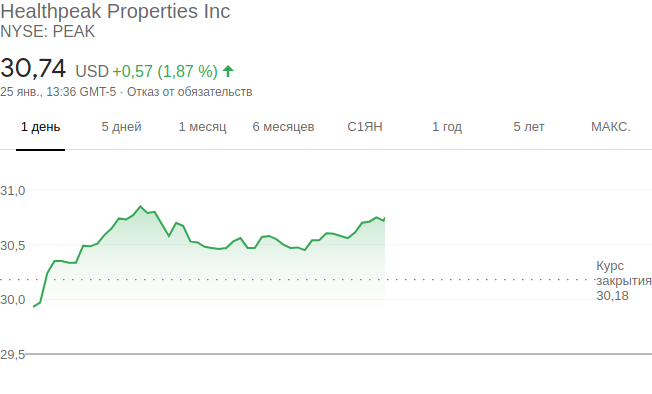 Healthpeak Properties Inc
NYSE: PEAK
30,74 USD +0,57 (1,87 %)
25 янв., 13:36 GMT-5 · Отказ от обязательств
1 день 5 дней 1 месяц 6 месяцев С1ЯН 1 год 5 лет МАКС.
31,0
30,5
Курс
закрытия
30,18
30,0
29,5